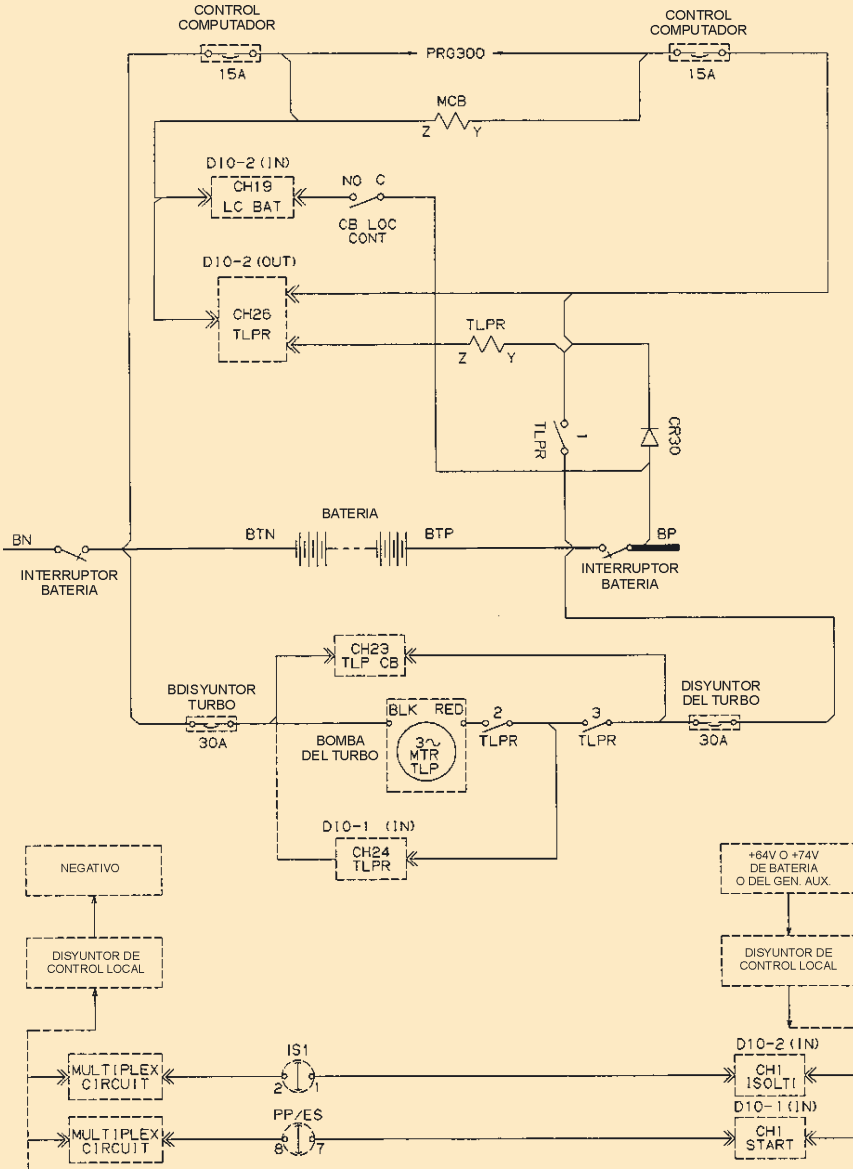 CONTROL
COMPUTADOR
CONTROL
COMPUTADOR
15A
PRG300
15A
MCB
Z Y
DIO-2 (IN)
CH19
LC BAT
NO C
CB LOC
CONT
DIO-2 (OUT)
CH26
TLPR
TLPR
Z Y
TLPR
1
CR30
BN
INTERRUPTOR
BATERIA
BATERIA
BTN
BTP
BP
INTERRUPTOR
BATERIA
CH23
TLP CB
BDISYUNTOR
TURBO
30A
BOMBA
DEL TURBO
BLK RED
3~
MTR
TLP
2
TLPR
3
TLPR
DISYUNTOR
DEL TURBO
30A
DIO-1 (IN)
CH24
TLPR
NEGATIVO
+64V O +74V
DE BATERIA
O DEL GEN. AUX.
DISYUNTOR DE
CONTROL LOCAL
DISYUNTOR DE
CONTROL LOCAL
MULTIPLEX
CIRCUIT
IS1
2 1
DIO-2 (IN)
CH1
ISOLTI
MULTIPLEX
CIRCUIT
PP/ES
8 7
DIO-1 (IN)
CH1
START